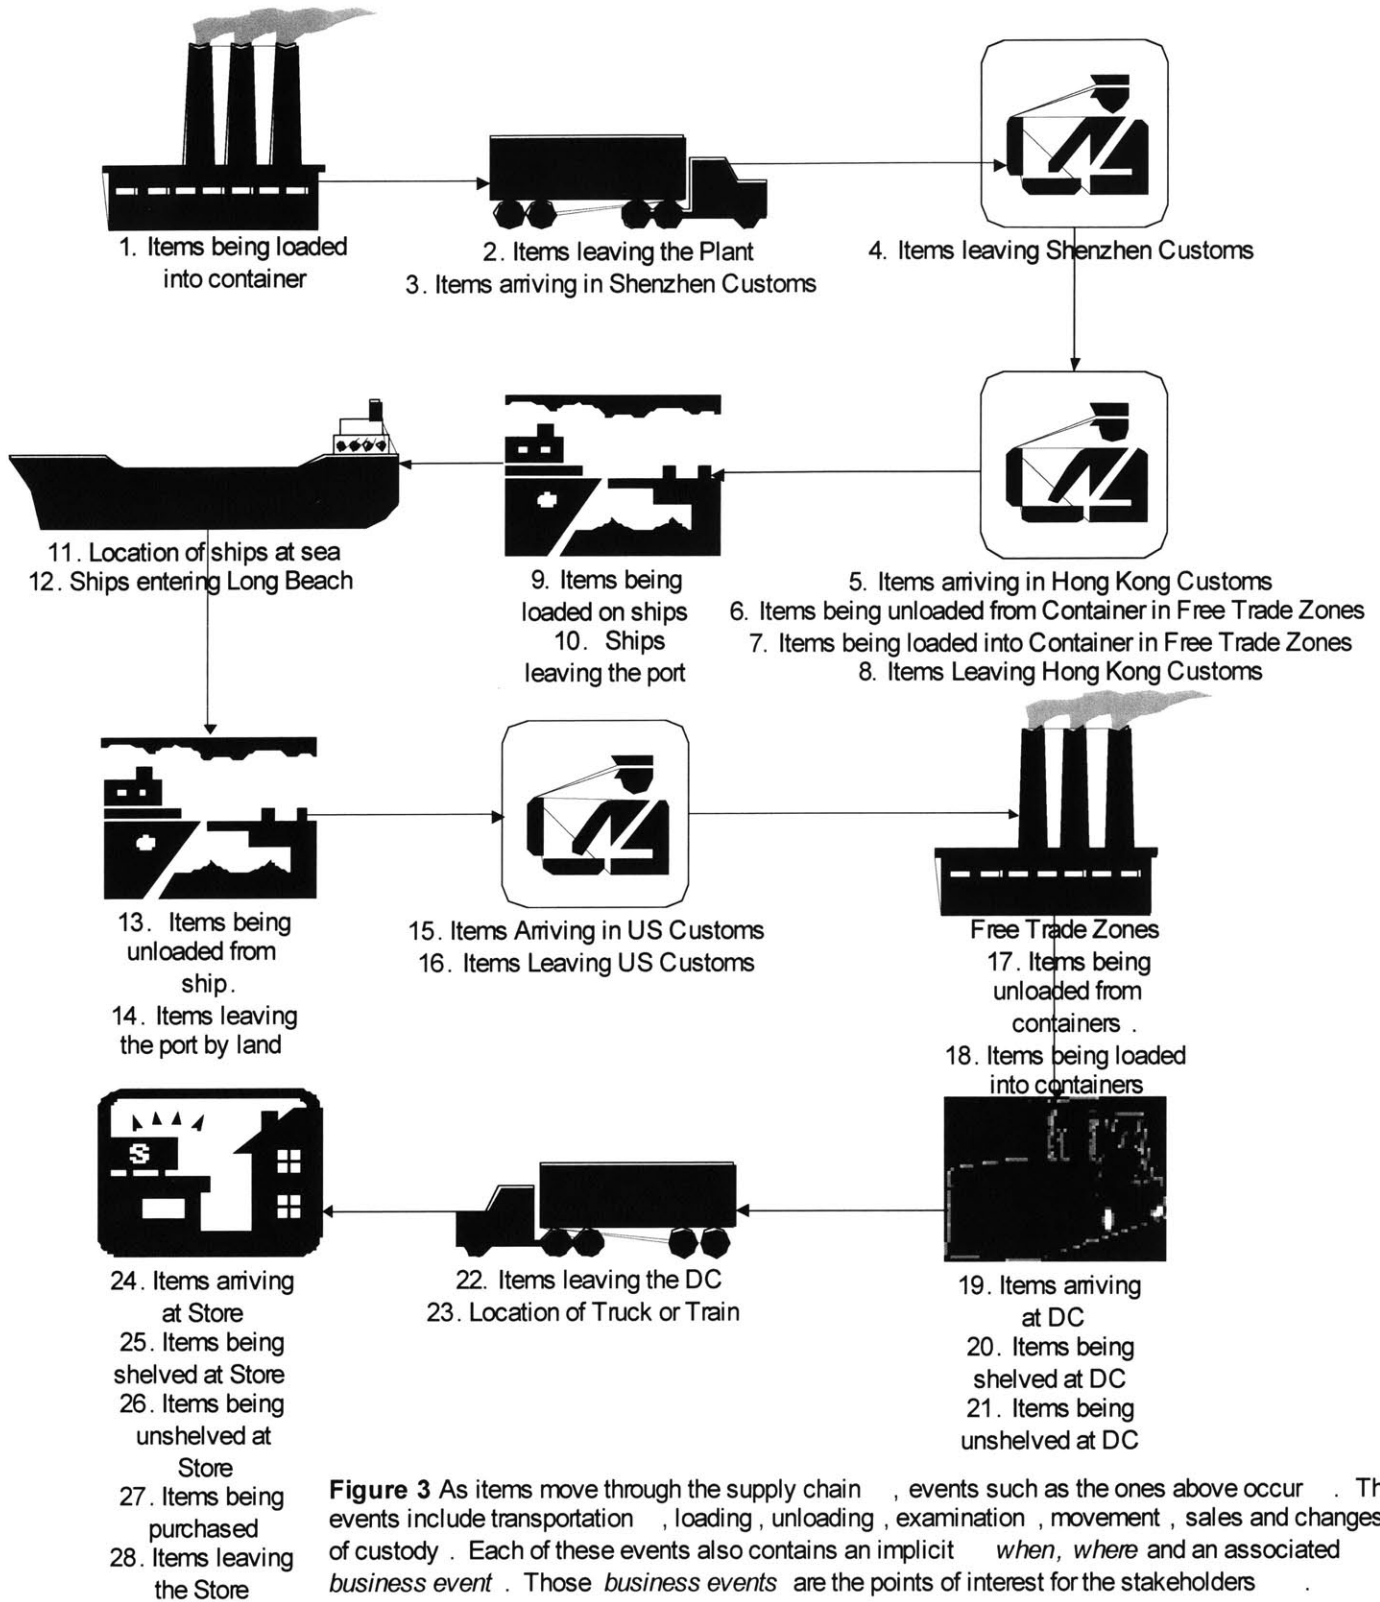 1. Items being loaded
into container
2. Items leaving the Plant
3. Items arriving in Shenzhen Customs
4. Items leaving Shenzhen Customs
11. Location of ships at sea
12. Ships entering Long Beach
9. Items being
loaded on ships
10. Ships
leaving the port
5. Items arriving in Hong Kong Customs
6. Items being unloaded from Container in Free Trade Zones
7. Items being loaded into Container in Free Trade Zones
8. Items Leaving Hong Kong Customs
13. Items being
unloaded from
ship.
14. Items leaving
the port by land
15. Items Arriving in US Customs
16. Items Leaving US Customs
Free Trade Zones
17. Items being
unloaded from
containers .
18. Items being loaded
into containers
S
24. Items arriving
at Store
25. Items being
shelved at Store
26. Items being
unshelved at
Store
27. Items being
purchased
28. Items leaving
the Store
22. Items leaving the DC
23. Location of Truck or Train
19. Items arriving
at DC
20. Items being
shelved at DC
21. Items being
unshelved at DC
Figure 3 As items move through the supply chain , events such as the ones above occur . Th
events include transportation , loading , unloading , examination , movement , sales and changes
of custody . Each of these events also contains an implicit when, where and an associated
business event . Those business events are the points of interest for the stakeholders .